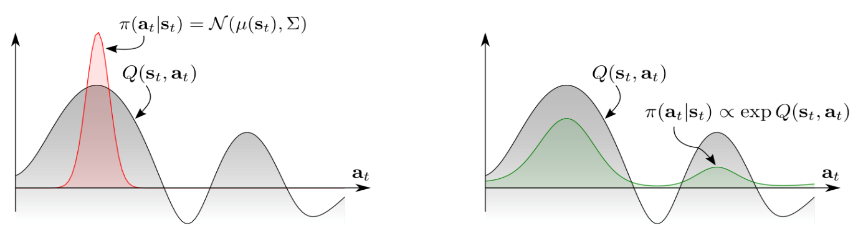 π(a_t|s_t) = N(μ(s_t), Σ)
Q(s_t, a_t)
a_t
Q(s_t, a_t)
π(a_t|s_t) ∝ exp Q(s_t, a_t)
a_t